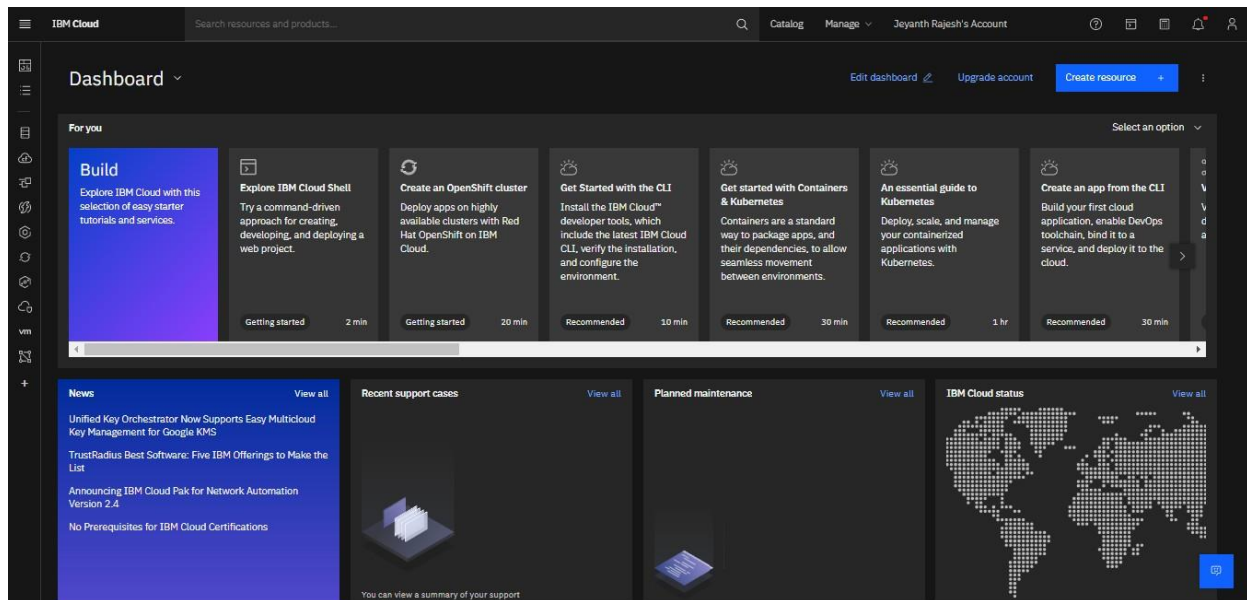 IBM Cloud
Search resources and products...
Catalog
Manage
Jeyanth Rajesh's Account
Dashboard
Edit dashboard
Upgrade account
Create resource +
For you
Select an option
Build
Explore IBM Cloud with this
selection of easy starter
tutorials and services.
Explore IBM Cloud Shell
Try a command-driven
approach for creating,
developing, and deploying a
web project.
Getting started
2 min
Create an OpenShift cluster
Deploy apps on highly
available clusters with Red
Hat OpenShift on IBM
Cloud.
Getting started
20 min
Get Started with the CLI
Install the IBM Cloud™
developer tools, which
include the latest IBM Cloud
CLI, verify the installation,
and configure the
environment.
Recommended
10 min
Get started with Containers
& Kubernetes
Containers are a standard
way to package apps, and
their dependencies, to allow
seamless movement
between environments.
Recommended
30 min
An essential guide to
Kubernetes
Deploy, scale, and manage
your containerized
applications with
Kubernetes.
Recommended
1 hr
Create an app from the CLI
Build your first cloud
application, enable DevOps
toolchain, bind it to a
service, and deploy it to the
cloud.
Recommended
30 min
vm
News
View all
Unified Key Orchestrator Now Supports Easy Multicloud
Key Management for Google KMS
TrustRadius Best Software: Five IBM Offerings to Make the
List
Announcing IBM Cloud Pak for Network Automation
Version 2.4
No Prerequisites for IBM Cloud Certifications
Recent support cases
View all
You can view a summary of your support
Planned maintenance
View all
IBM Cloud status
View all